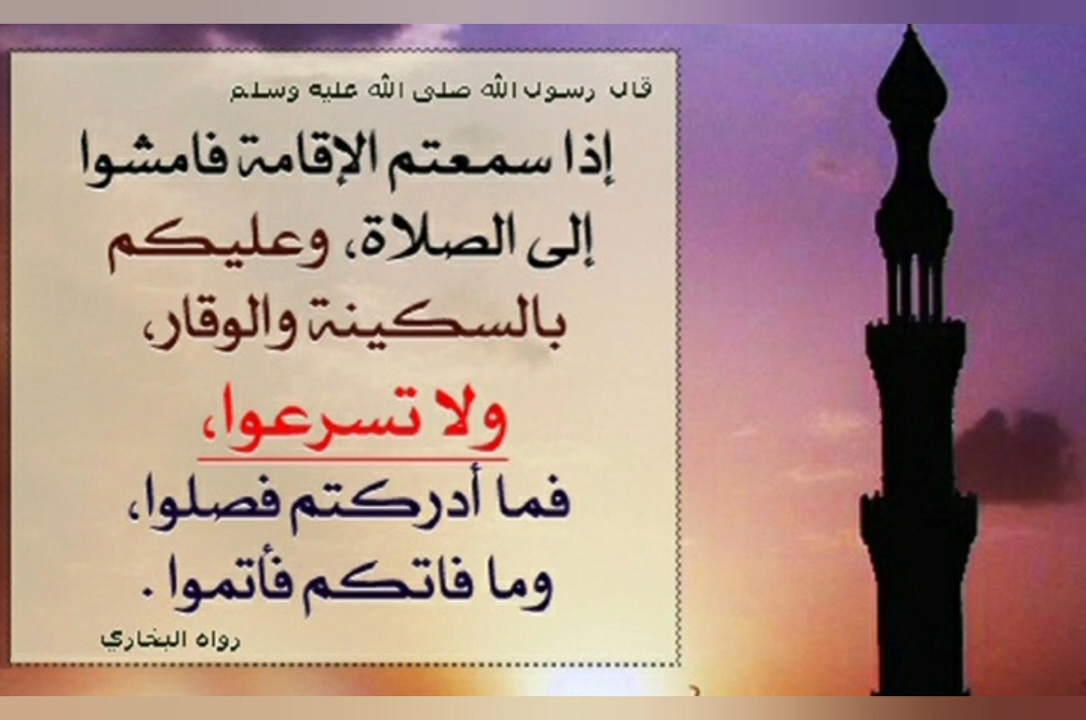 قال رسول الله صلى الله عليه وسلم
إذا سمعتم الإقامة فامشوا
إلى الصلاة، وعليكم
بالسكينة والوقار،
ولا تسرعوا،
فما أدركتم فصلوا،
وما فاتكم فأتموا .
رواه البخاري